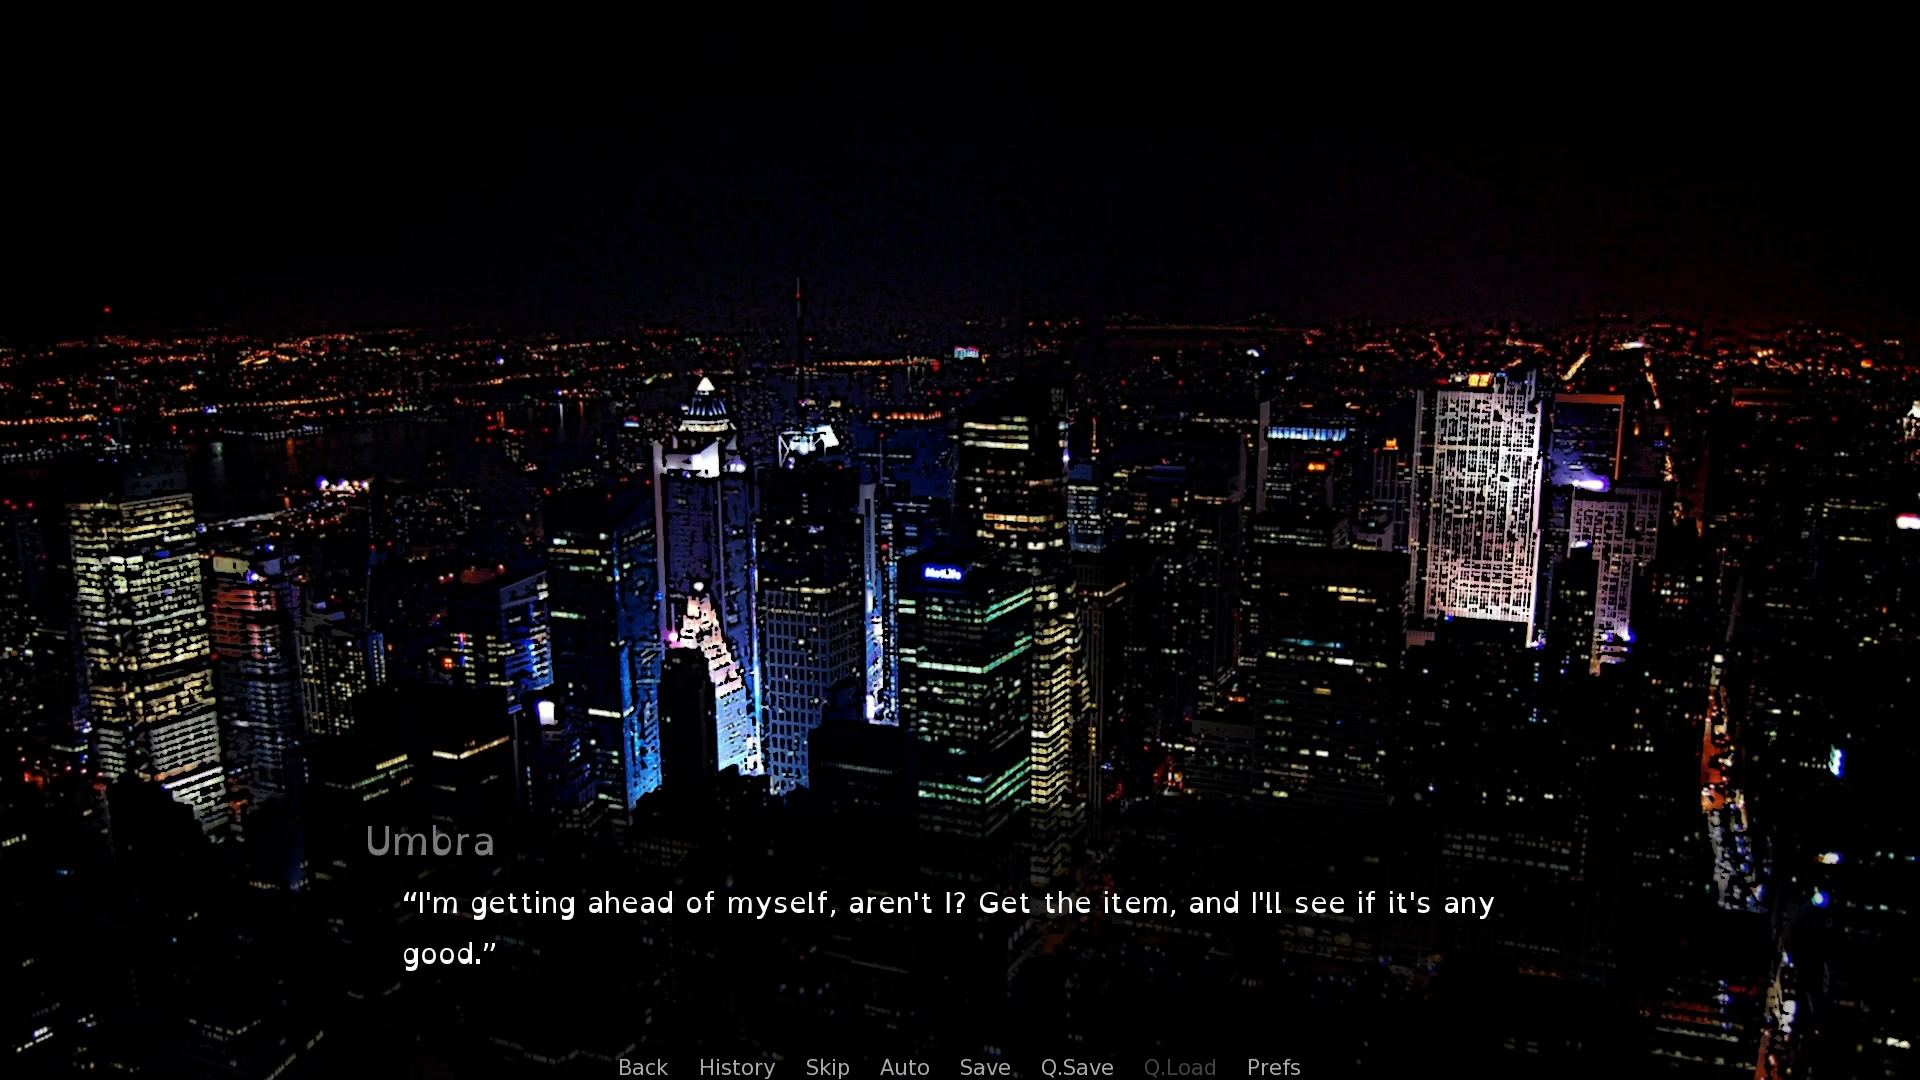 MetLife
Umbra
“I'm getting ahead of myself, aren't I? Get the item, and I'll see if it's any
good.”
Back History Skip Auto Save Q.Save Q.Load Prefs